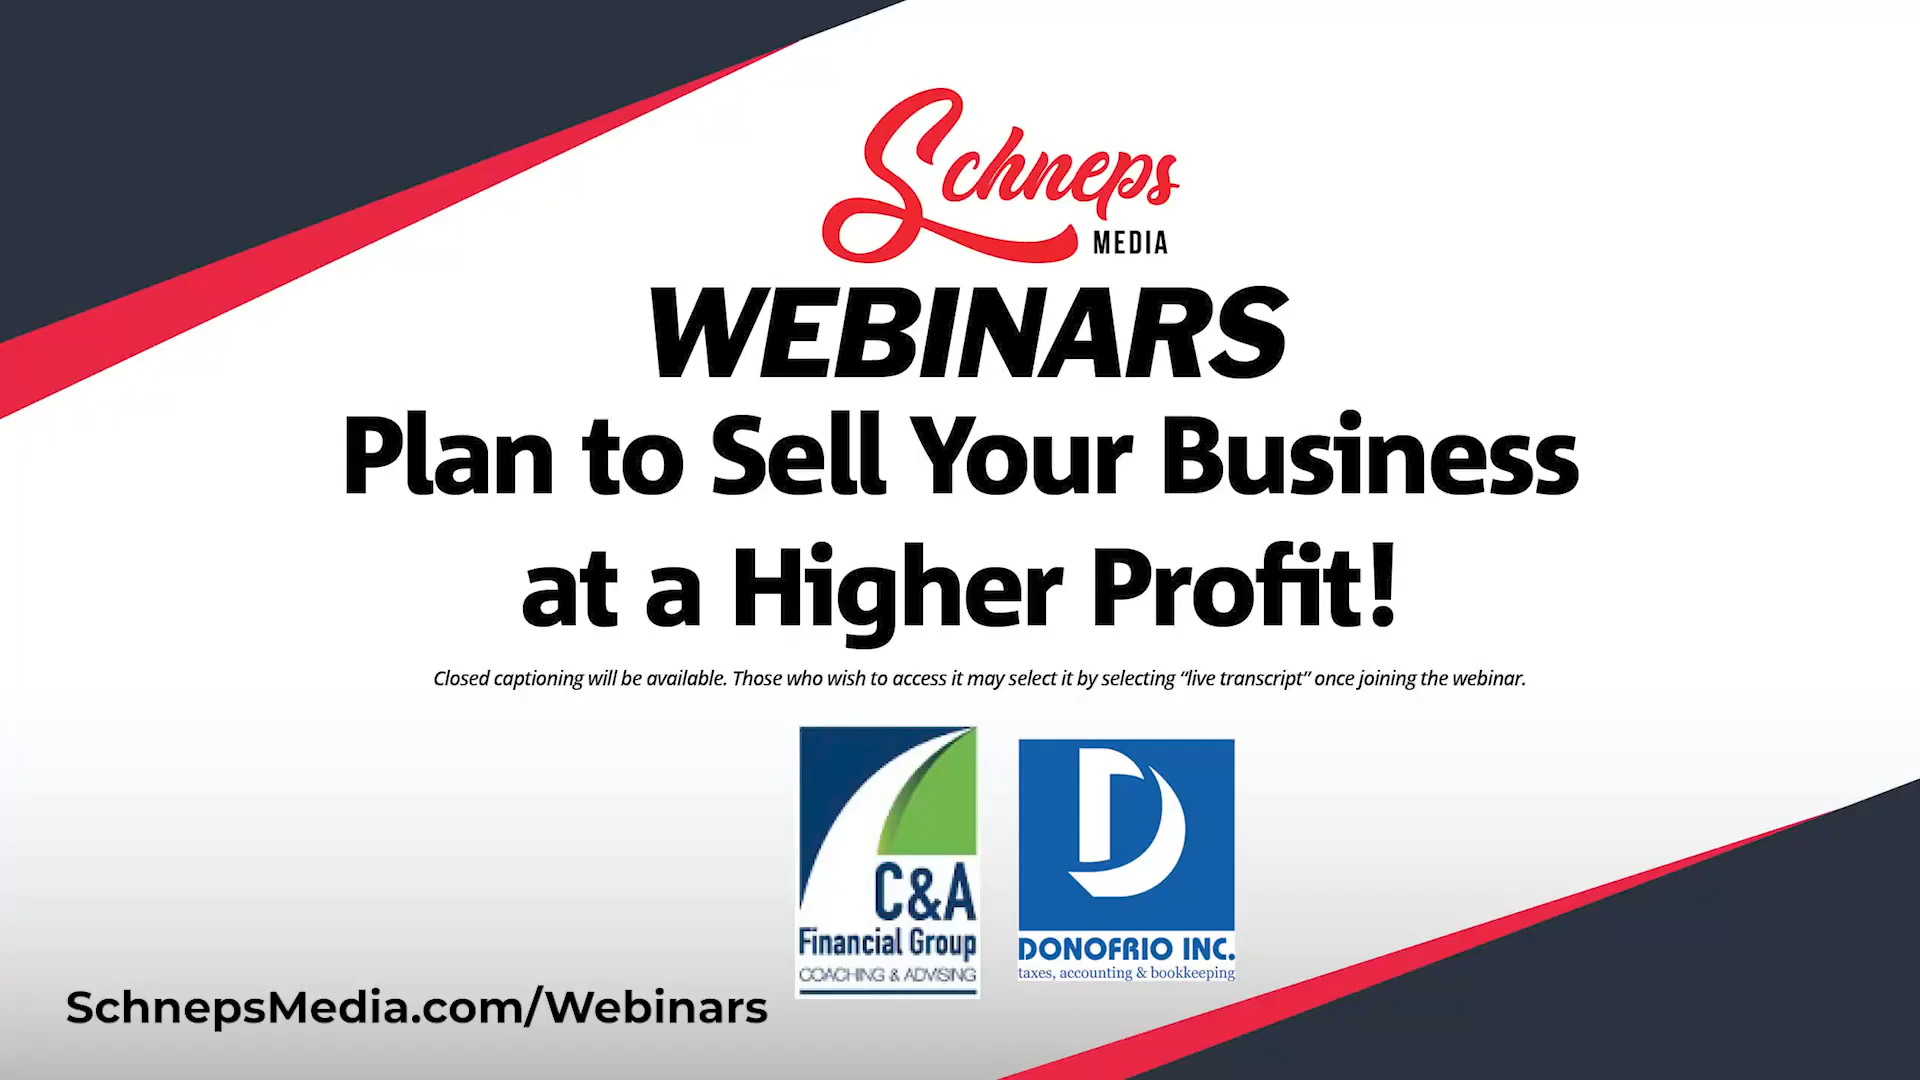 Schneps
MEDIA
WEBINARS
Plan to Sell Your Business
at a Higher Profit!
Closed captioning will be available. Those who wish to access it may select it by selecting “live transcript” once joining the webinar.
C&A
Financial Group
COACHING & ADVISING
D
DONOFRIO INC.
taxes, accounting & bookkeeping
SchnepsMedia.com/Webinars